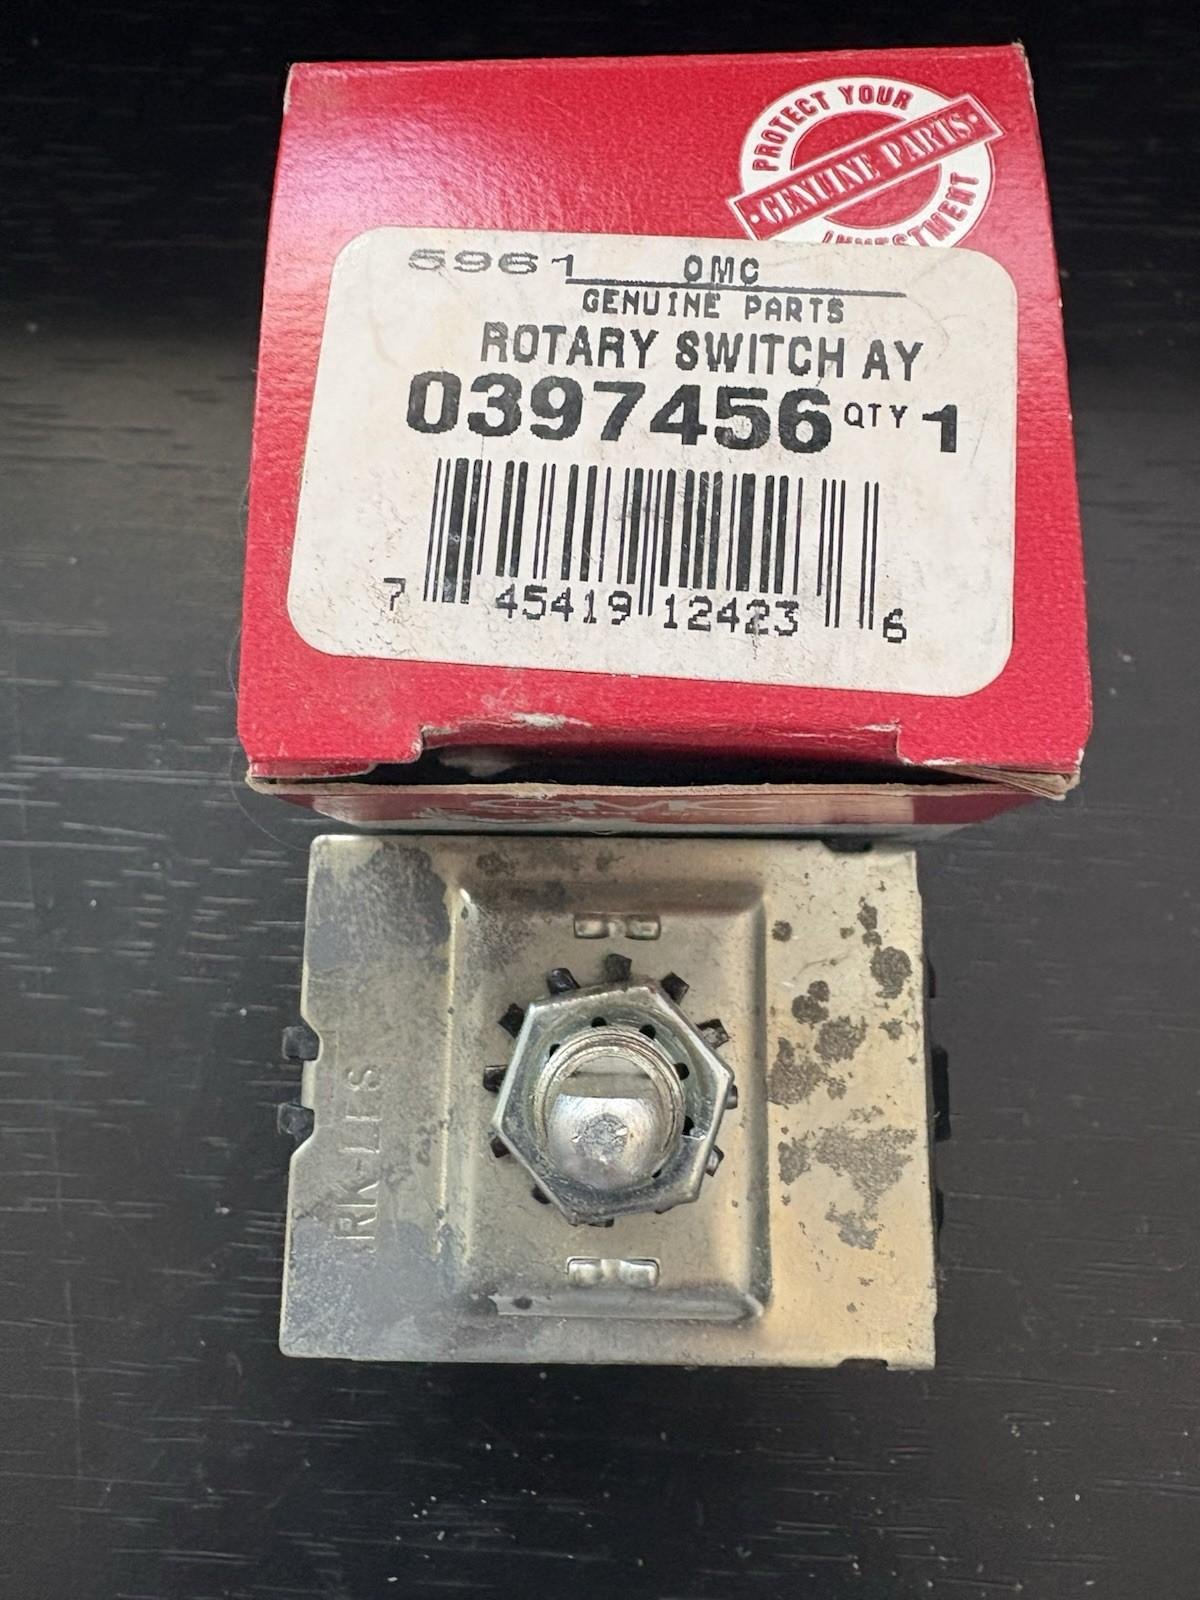 PROTECT YOUR
GENUINE PARTS
INVESTMENT
5961 OMC
GENUINE PARTS
ROTARY SWITCH AY
0397456 QTY 1
7 45419 12423 6
OMC